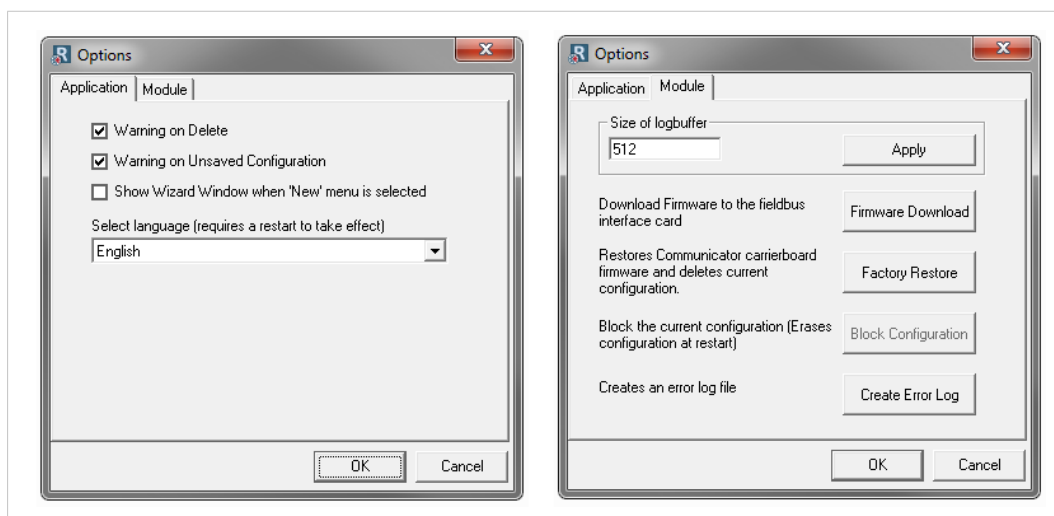 Options
Application
Module
Warning on Delete
Warning on Unsaved Configuration
Show Wizard Window when 'New' menu is selected
Select language (requires a restart to take effect)
English
OK
Cancel
Options
Application
Module
Size of logbuffer
512
Apply
Download Firmware to the fieldbus
interface card
Firmware Download
Restores Communicator carrierboard
firmware and deletes current
configuration.
Factory Restore
Block the current configuration (Erases
configuration at restart)
Block Configuration
Creates an error log file
Create Error Log
OK
Cancel